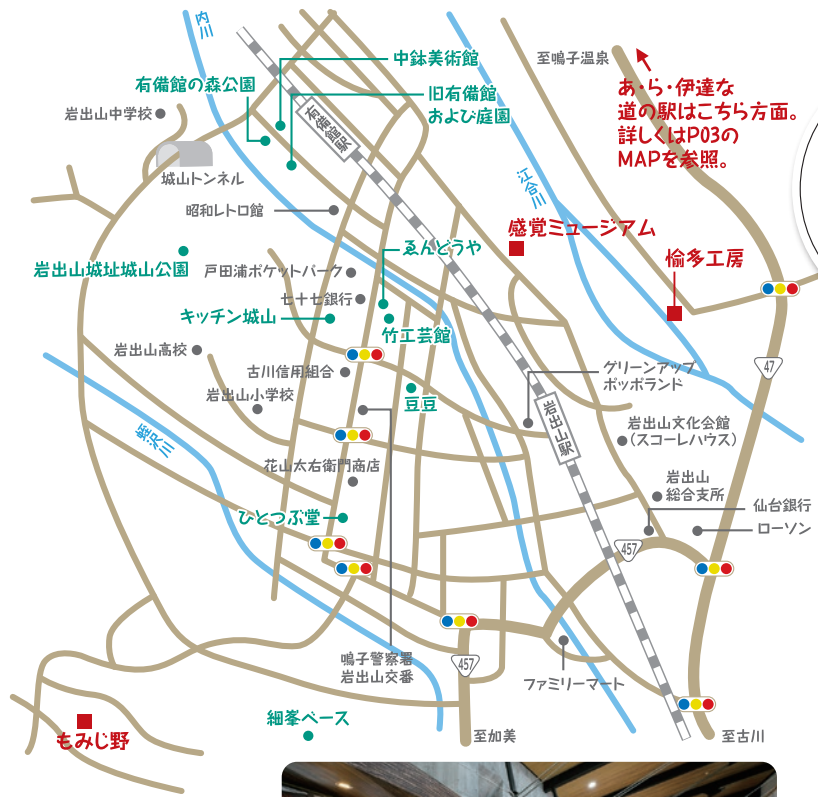 内川
中鉢美術館
至鳴子温泉
有備館の森公園
旧有備館
および庭園
あ・ら・伊達な
道の駅はこちら方面。
詳しくはP03の
MAPを参照。
岩出山中学校
有備館駅
城山トンネル
江合川
昭和レトロ館
感覚ミュージアム
ゑんどうや
愉多工房
岩出山城址城山公園
戸田浦ポケットパーク
七十七銀行
キッチン城山
竹工芸館
岩出山高校
古川信用組合
グリーンアップ
ポッポランド
47
岩出山小学校
豆豆
岩出山駅
蛭沢川
岩出山文化会館
(スコーレハウス)
花山太右衛門商店
岩出山
総合支所
仙台銀行
ひとつぶ堂
ローソン
457
鳴子警察署
岩出山交番
457
ファミリーマート
もみじ野
細峯ベース
至加美
至古川